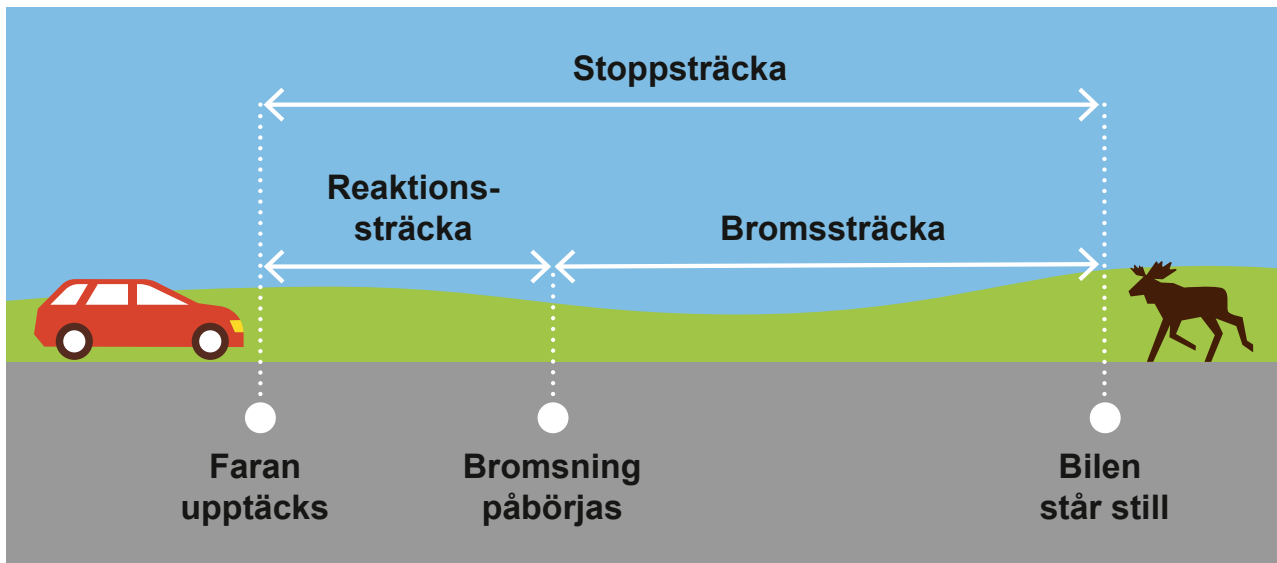 Stoppsträcka
Reaktions-
sträcka
Bromssträcka
Faran
upptäcks
Bromsning
påbörjas
Bilen
står still